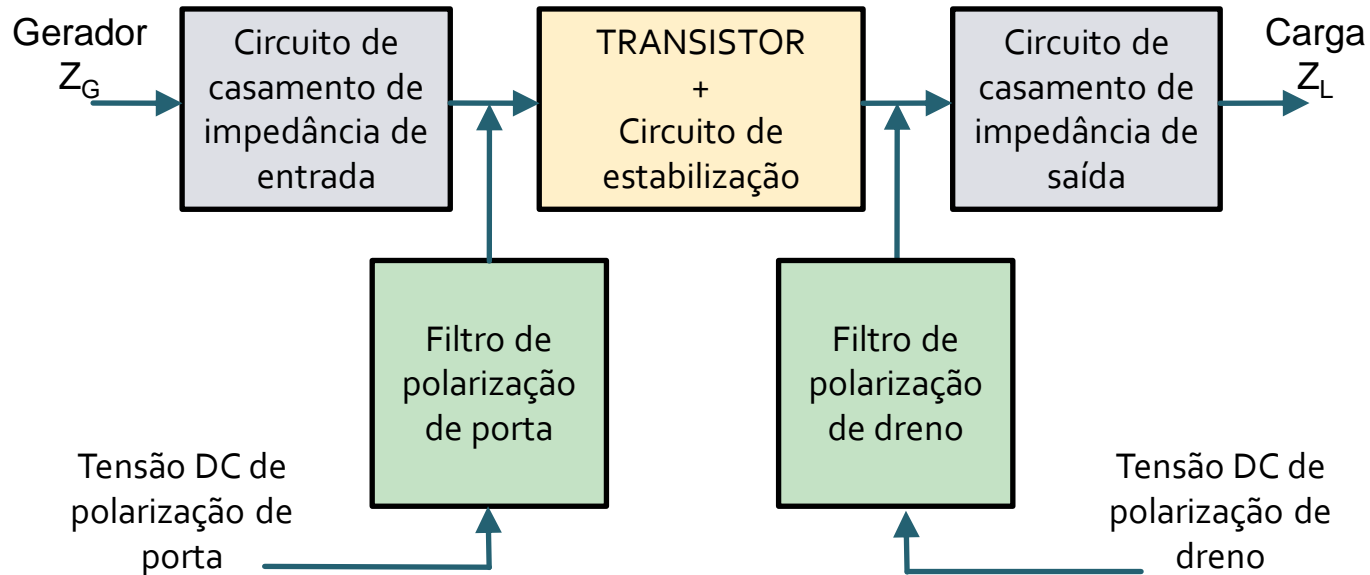 Gerador
Z_G
Circuito de
casamento de
impedância de
entrada
TRANSISTOR
+
Circuito de
estabilização
Circuito de
casamento de
impedância de
saída
Carga
Z_L
Filtro de
polarização
de porta
Filtro de
polarização
de dreno
Tensão DC de
polarização de
porta
Tensão DC de
polarização de
dreno